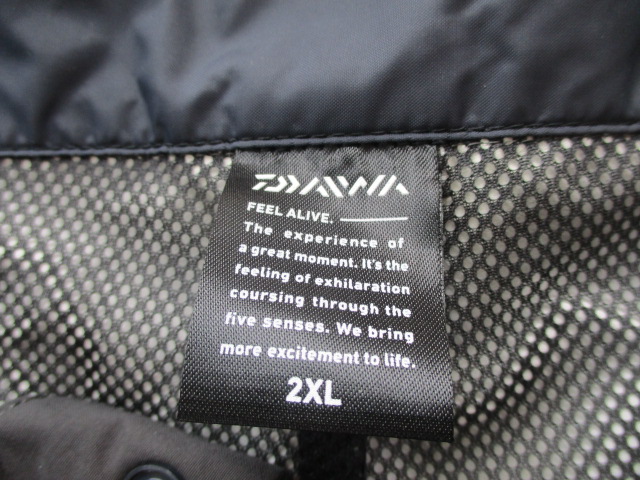 DAIWA
FEEL ALIVE.
The experience of
a great moment. It's the
feeling of exhilaration
coursing through the
five senses. We bring
more excitement to life.
2XL